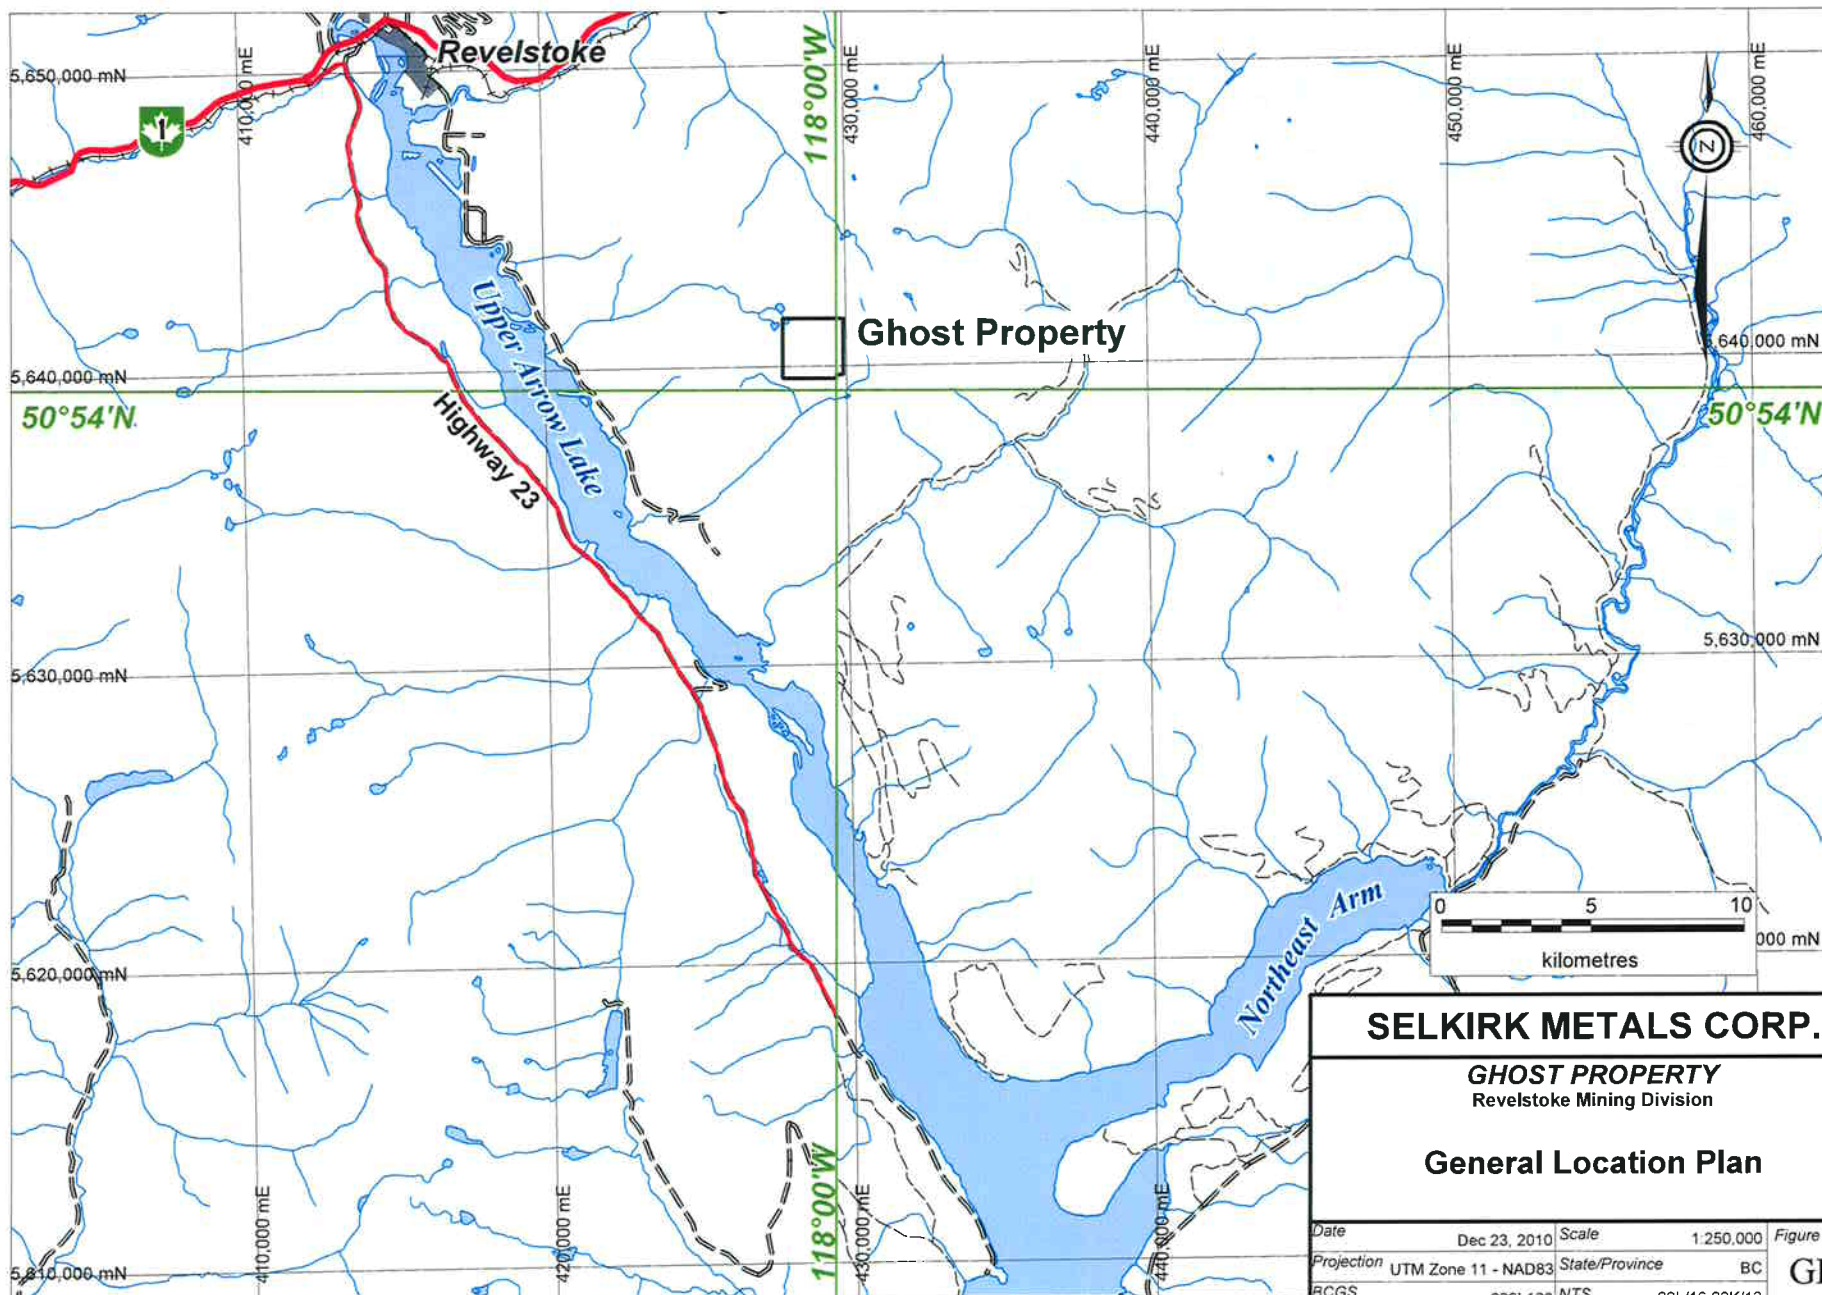 Revelstoke
5,650,000 mN
410,000 mE
118°00'W
430,000 mE
440,000 mE
450,000 mE
460,000 mE
1
N
Upper Arrow Lake
Ghost Property
5,640,000 mN
5,640,000 mN
50°54'N
50°54'N
Highway 23
5,630,000 mN
5,630,000 mN
Northeast Arm
0 5 10
kilometres
5,620,000 mN
000 mN
SELKIRK METALS CORP.
GHOST PROPERTY
Revelstoke Mining Division
General Location Plan
118°00'W
410,000 mE
420,000 mE
430,000 mE
440,000 mE
5,610,000 mN
Date Dec 23, 2010 Scale 1:250,000 Figure
Projection UTM Zone 11 - NAD83 State/Province BC
BCGS NTS